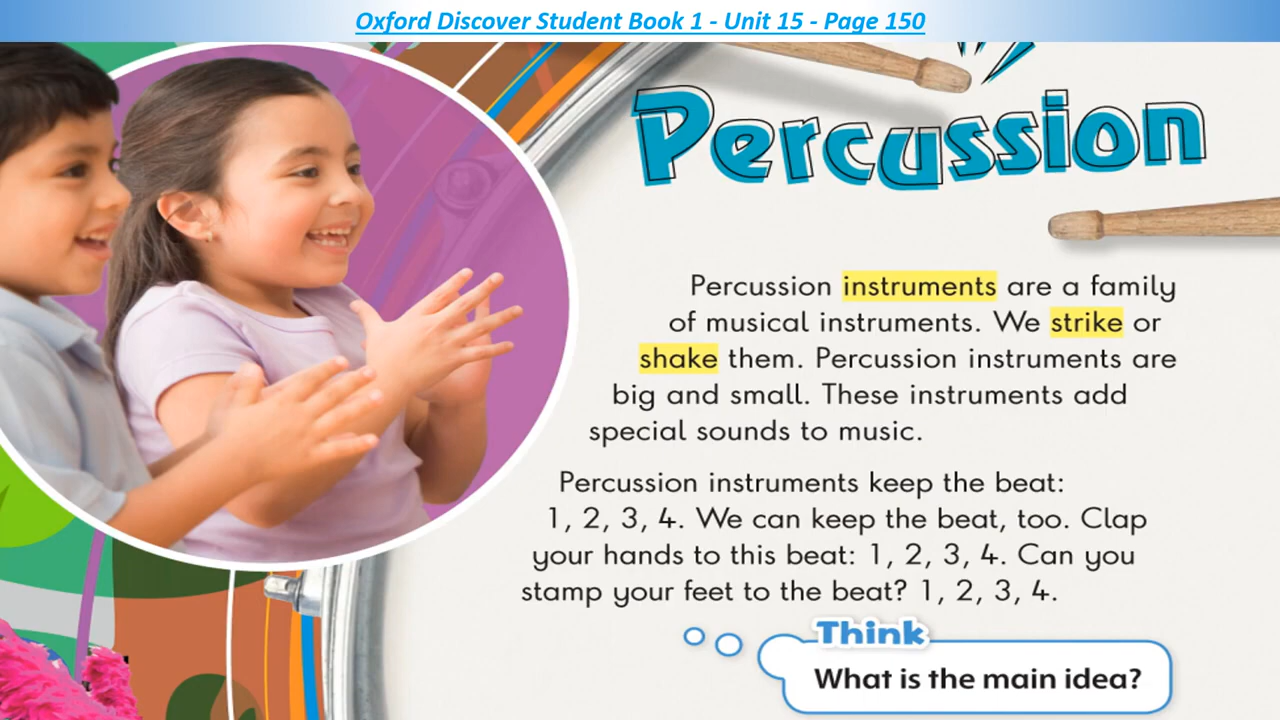 Oxford Discover Student Book 1 - Unit 15 - Page 150
Percussion
Percussion instruments are a family
of musical instruments. We strike or
shake them. Percussion instruments are
big and small. These instruments add
special sounds to music.
Percussion instruments keep the beat:
1, 2, 3, 4. We can keep the beat, too. Clap
your hands to this beat: 1, 2, 3, 4. Can you
stamp your feet to the beat? 1, 2, 3, 4.
Think
What is the main idea?